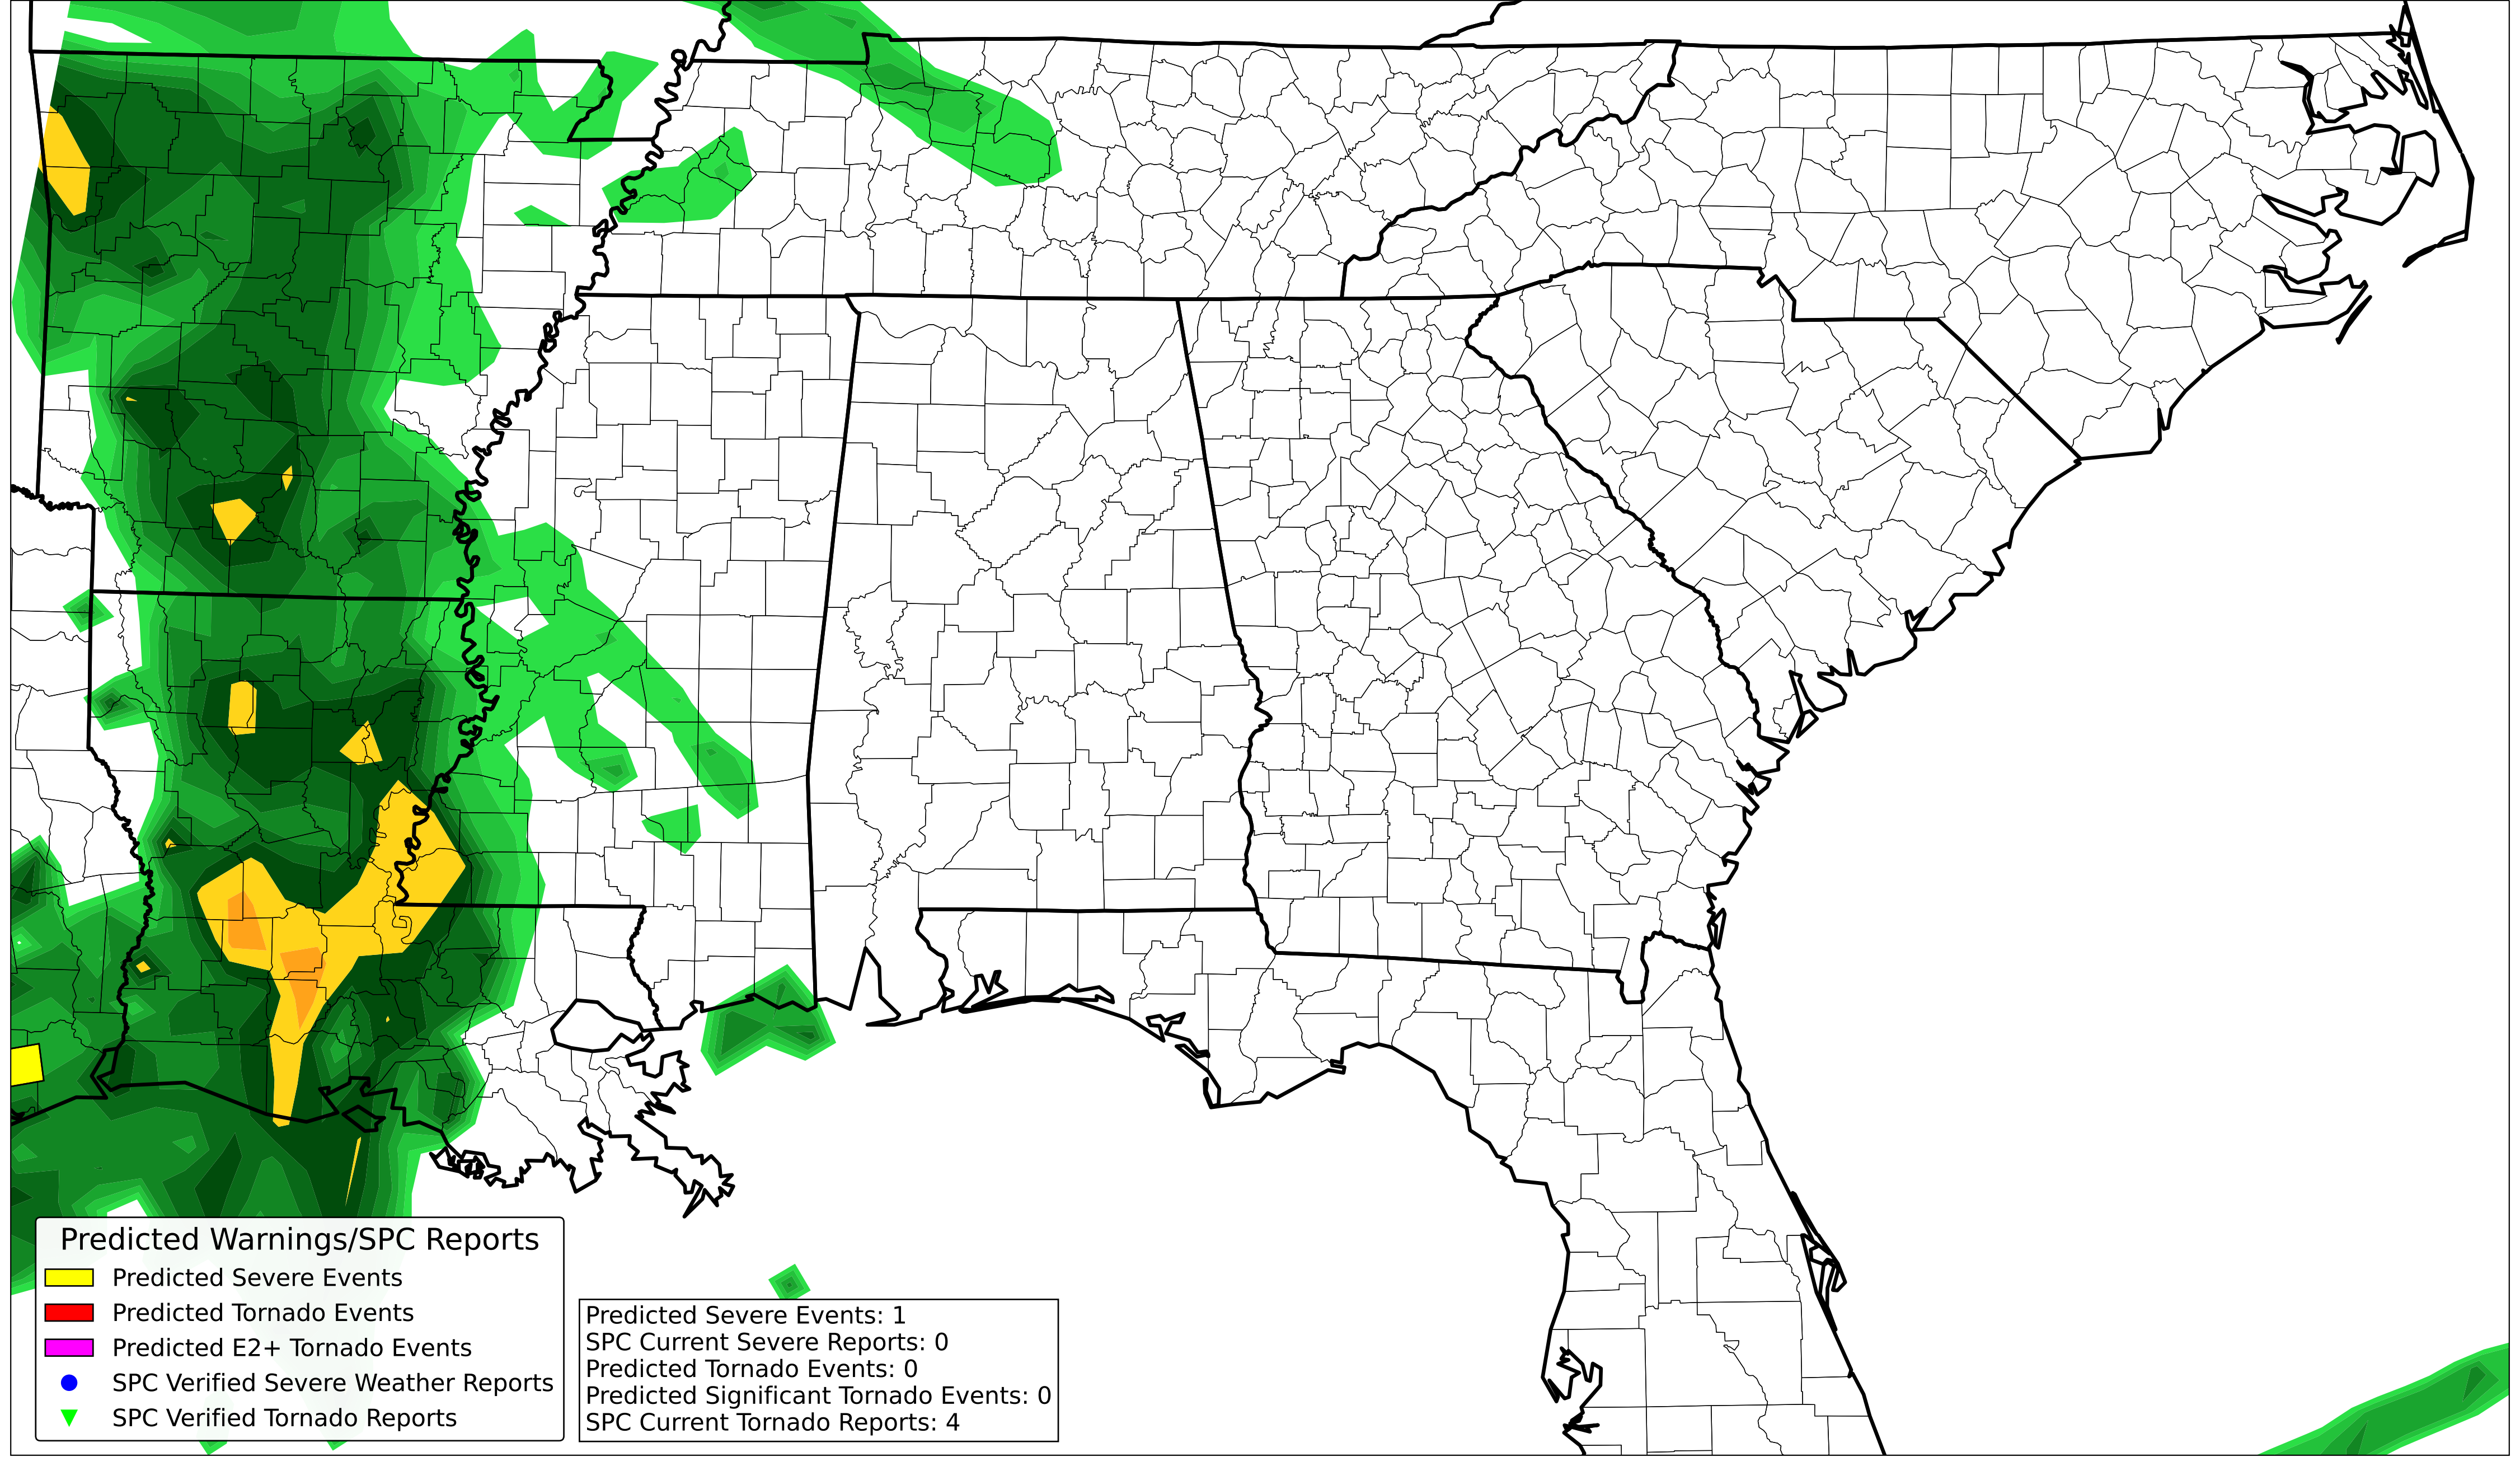 Predicted Warnings/SPC Reports
Predicted Severe Events
Predicted Tornado Events
Predicted E2+ Tornado Events
SPC Verified Severe Weather Reports
SPC Verified Tornado Reports
Predicted Severe Events: 1
SPC Current Severe Reports: 0
Predicted Tornado Events: 0
Predicted Significant Tornado Events: 0
SPC Current Tornado Reports: 4